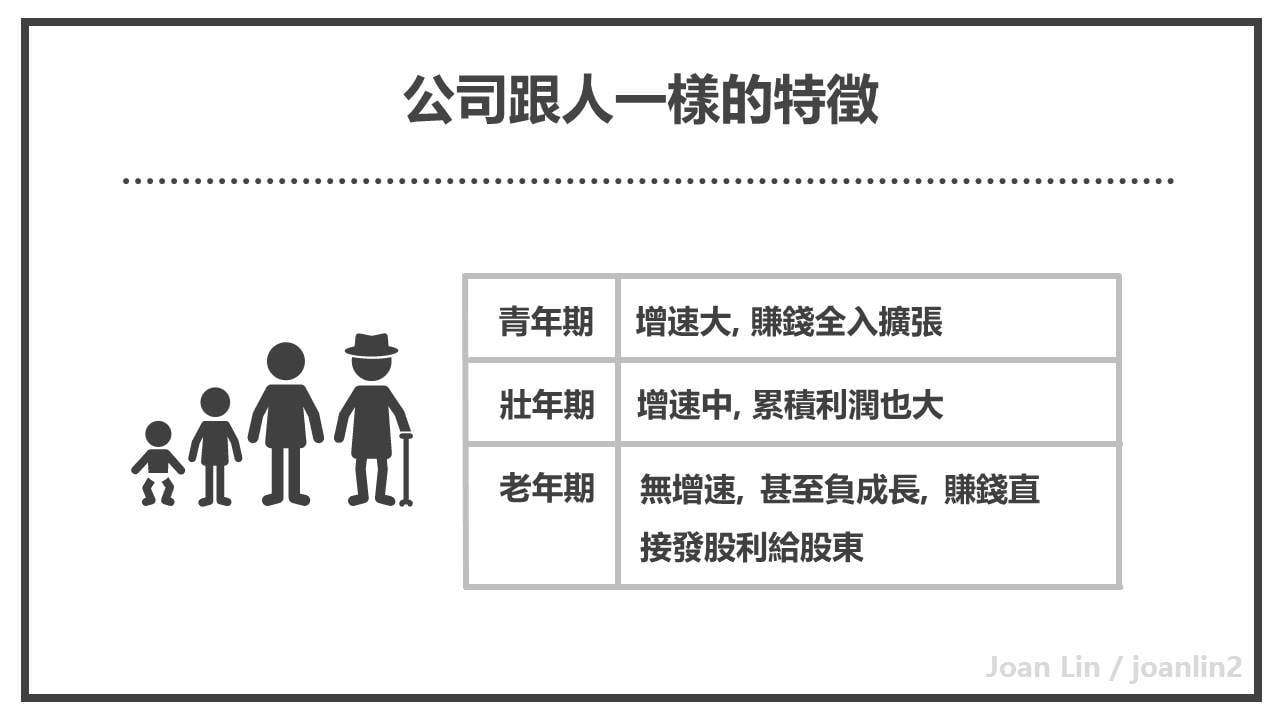 公司跟人一樣的特徵
青年期 增速大, 賺錢全入擴張
壯年期 增速中, 累積利潤也大
老年期 無增速, 甚至負成長, 賺錢直
接發股利給股東
Joan Lin / joanlin2